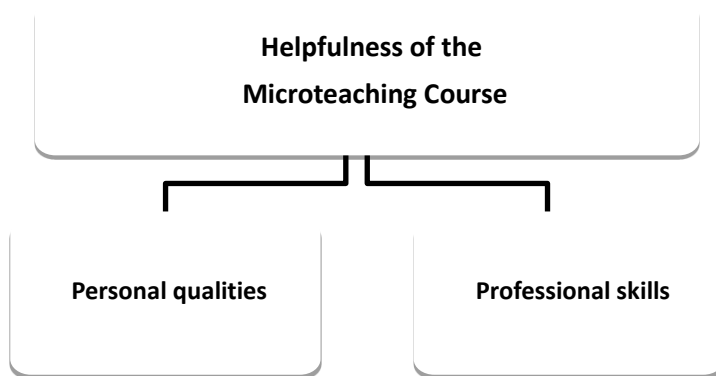 Helpfulness of the
Microteaching Course
Personal qualities
Professional skills